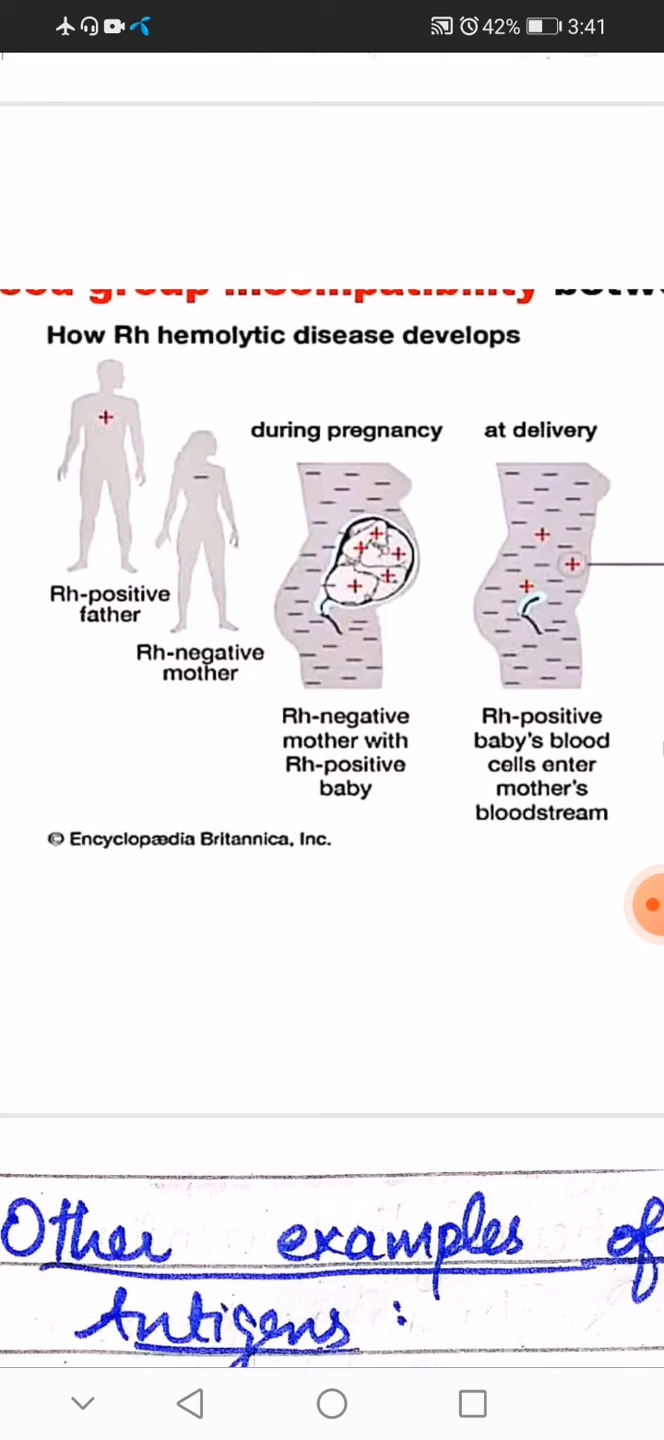 42% 3:41
group incompatibility
How Rh hemolytic disease develops
during pregnancy
at delivery
Rh-positive
father
Rh-negative
mother
Rh-negative
mother with
Rh-positive
baby
Rh-positive
baby's blood
cells enter
mother's
bloodstream
© Encyclopædia Britannica, Inc.
Other examples of
Antigens: